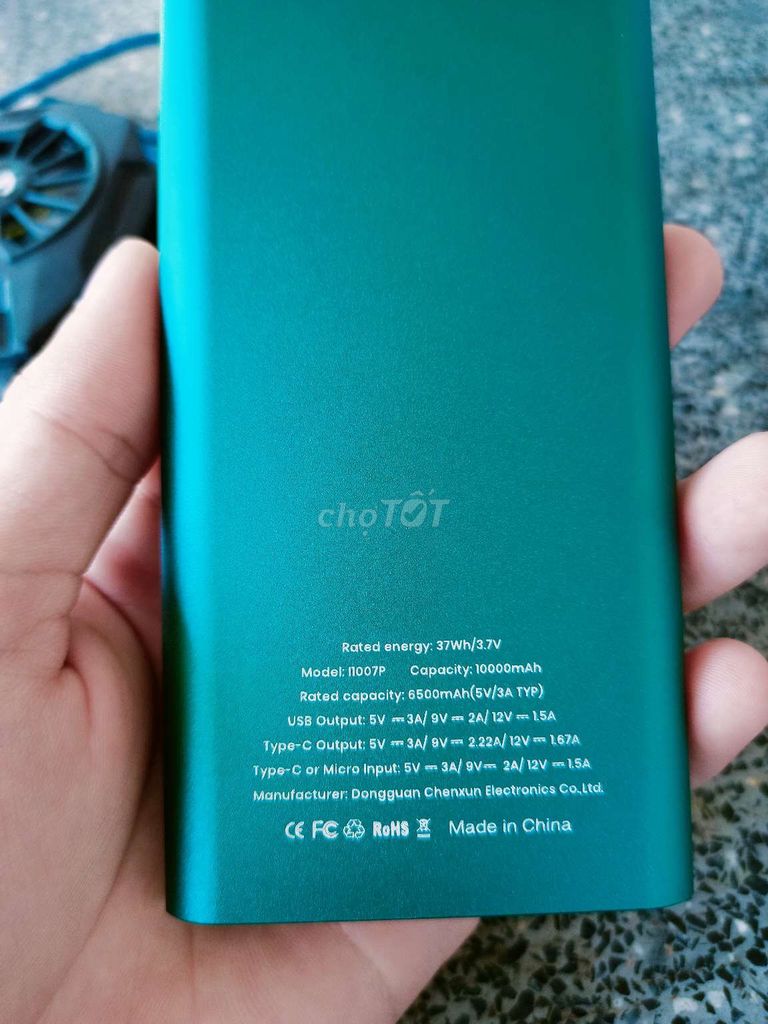 chợTỐT
Rated energy: 37Wh/3.7V
Model: I1007P Capacity: 10000mAh
Rated capacity: 6500mAh(5V/3A TYP)
USB Output: 5V ⎓ 3A/ 9V ⎓ 2A/ 12V ⎓ 1.5A
Type-C Output: 5V ⎓ 3A/ 9V ⎓ 2.22A/ 12V ⎓ 1.67A
Type-C or Micro Input: 5V ⎓ 3A/ 9V ⎓ 2A/ 12V ⎓ 1.5A
Manufacturer: Dongguan Chenxun Electronics Co.,Ltd.
CE FC RoHS Made in China